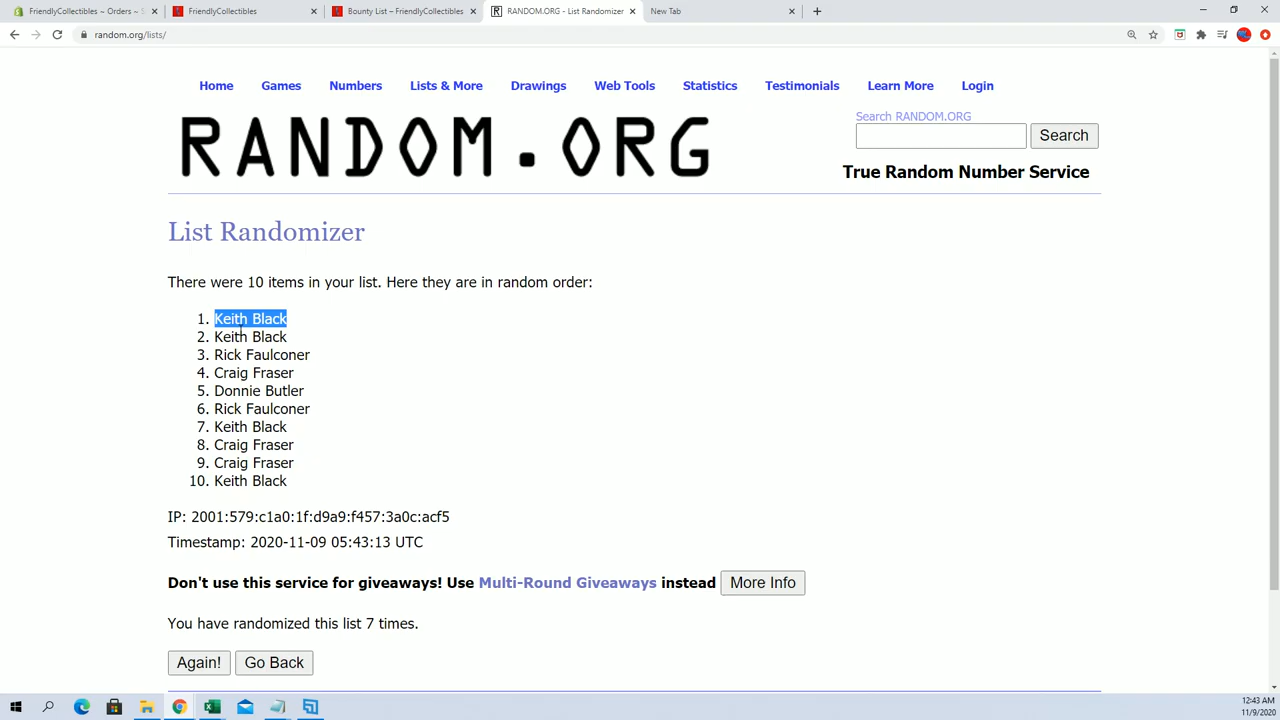 FriendlyCollectibles ~ Orders ~ S
FriendlyCollectibles
Bounty List – FriendlyCollectibles
RANDOM.ORG - List Randomizer
New Tab
random.org/lists/
Home Games Numbers Lists & More Drawings Web Tools Statistics Testimonials Learn More Login
RANDOM.ORG
Search RANDOM.ORG
Search
True Random Number Service
List Randomizer
There were 10 items in your list. Here they are in random order:
1. Keith Black
2. Keith Black
3. Rick Faulconer
4. Craig Fraser
5. Donnie Butler
6. Rick Faulconer
7. Keith Black
8. Craig Fraser
9. Craig Fraser
10. Keith Black
IP: 2001:579:c1a0:1f:d9a9:f457:3a0c:acf5
Timestamp: 2020-11-09 05:43:13 UTC
Don't use this service for giveaways! Use Multi-Round Giveaways instead More Info
You have randomized this list 7 times.
Again! Go Back
12:43 AM
11/9/2020